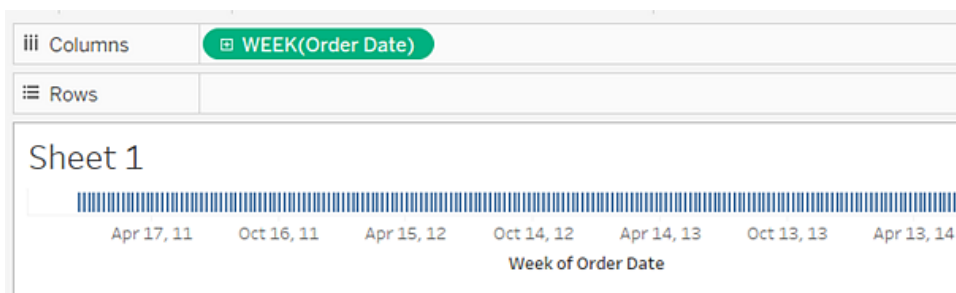 Columns
WEEK(Order Date)
Rows
Sheet 1
Apr 17, 11 Oct 16, 11 Apr 15, 12 Oct 14, 12 Apr 14, 13 Oct 13, 13 Apr 13, 14
Week of Order Date